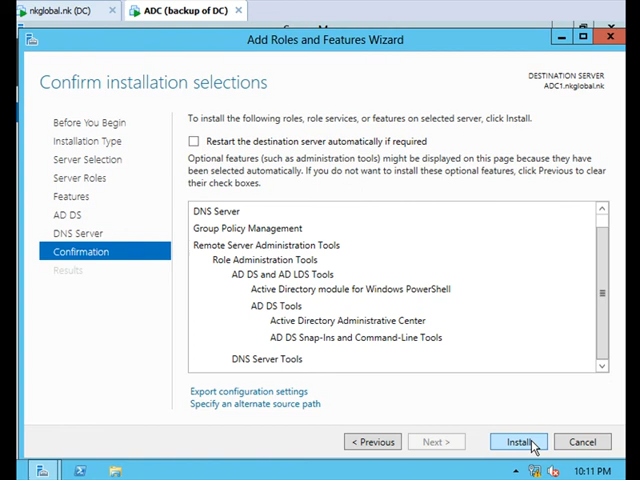 nkglobal.nk (DC)
ADC (backup of DC)
Add Roles and Features Wizard
Confirm installation selections
DESTINATION SERVER
ADC1.nkglobal.nk
Before You Begin
Installation Type
Server Selection
Server Roles
Features
AD DS
DNS Server
Confirmation
Results
To install the following roles, role services, or features on selected server, click Install.
Restart the destination server automatically if required
Optional features (such as administration tools) might be displayed on this page because they have
been selected automatically. If you do not want to install these optional features, click Previous to clear
their check boxes.
DNS Server
Group Policy Management
Remote Server Administration Tools
Role Administration Tools
AD DS and AD LDS Tools
Active Directory module for Windows PowerShell
AD DS Tools
Active Directory Administrative Center
AD DS Snap-Ins and Command-Line Tools
DNS Server Tools
Export configuration settings
Specify an alternate source path
< Previous
Next >
Install
Cancel
10:11 PM